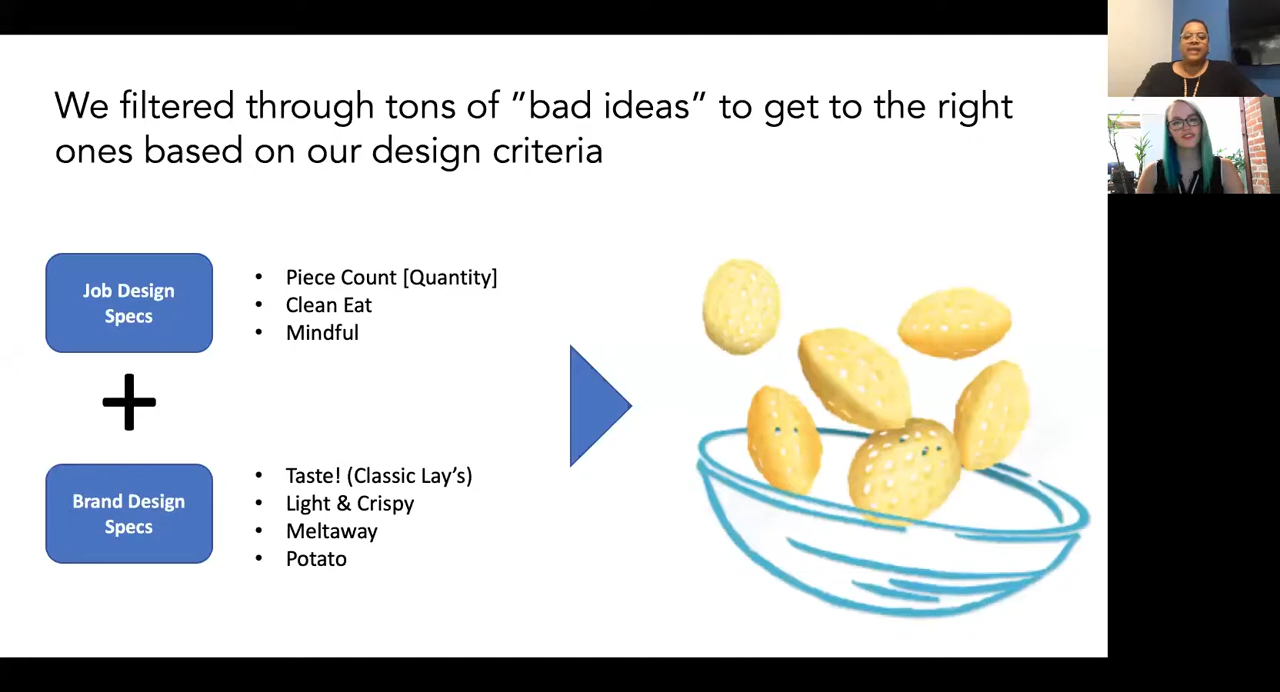 We filtered through tons of ”bad ideas” to get to the right
ones based on our design criteria
Job Design
Specs
• Piece Count [Quantity]
• Clean Eat
• Mindful
+
Brand Design
Specs
• Taste! (Classic Lay’s)
• Light & Crispy
• Meltaway
• Potato